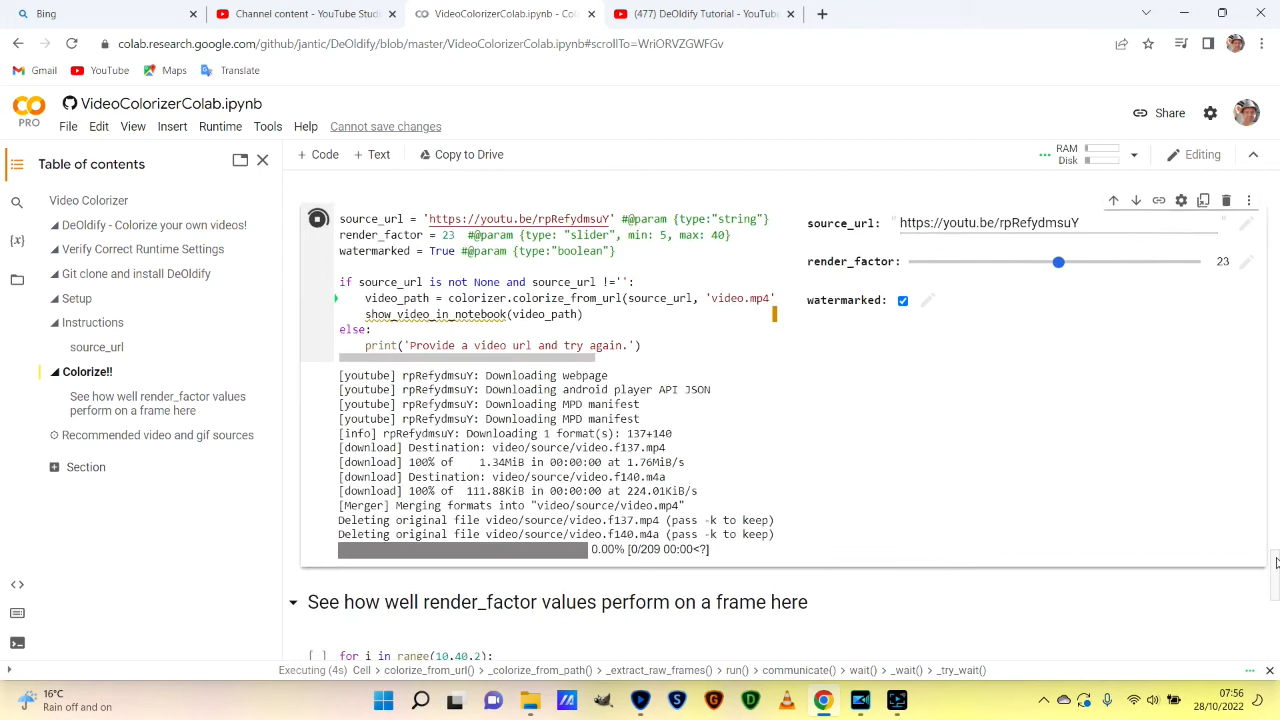 Bing
Channel content - YouTube Stud
VideoColorizerColab.ipynb - Col
(477) DeOldify Tutorial - YouTube
colab.research.google.com/github/jantic/DeOldify/blob/master/VideoColorizerColab.ipynb#scrollTo=WriORVZGWFGv
Gmail
YouTube
Maps
Translate
PRO
VideoColorizerColab.ipynb
File Edit View Insert Runtime Tools Help Cannot save changes
Share
Table of contents
+ Code + Text Copy to Drive
RAM
Disk
Editing
Video Colorizer
DeOldify - Colorize your own videos!
Verify Correct Runtime Settings
Git clone and install DeOldify
Setup
Instructions
source_url
Colorize!!
See how well render_factor values
perform on a frame here
Recommended video and gif sources
Section
source_url = 'https://youtu.be/rpRefydmsuY' #@param {type:"string"}
render_factor = 23 #@param {type: "slider", min: 5, max: 40}
watermarked = True #@param {type:"boolean"}
if source_url is not None and source_url !='':
video_path = colorizer.colorize_from_url(source_url, 'video.mp4'
show_video_in_notebook(video_path)
else:
print('Provide a video url and try again.')
source_url: " https://youtu.be/rpRefydmsuY "
render_factor: 23
watermarked:
[youtube] rpRefydmsuY: Downloading webpage
[youtube] rpRefydmsuY: Downloading android player API JSON
[youtube] rpRefydmsuY: Downloading MPD manifest
[youtube] rpRefydmsuY: Downloading MPD manifest
[info] rpRefydmsuY: Downloading 1 format(s): 137+140
[download] Destination: video/source/video.f137.mp4
[download] 100% of 1.34MiB in 00:00:00 at 1.76MiB/s
[download] Destination: video/source/video.f140.m4a
[download] 100% of 111.88KiB in 00:00:00 at 224.01KiB/s
[Merger] Merging formats into "video/source/video.mp4"
Deleting original file video/source/video.f137.mp4 (pass -k to keep)
Deleting original file video/source/video.f140.m4a (pass -k to keep)
0.00% [0/209 00:00<?]
See how well render_factor values perform on a frame here
[ ] for i in range(10,40,2):
Executing (4s) Cell > colorize_from_url() > _colorize_from_path() > _extract_raw_frames() > run() > communicate() > wait() > _wait() > _try_wait()
16°C
Rain off and on
07:56
28/10/2022